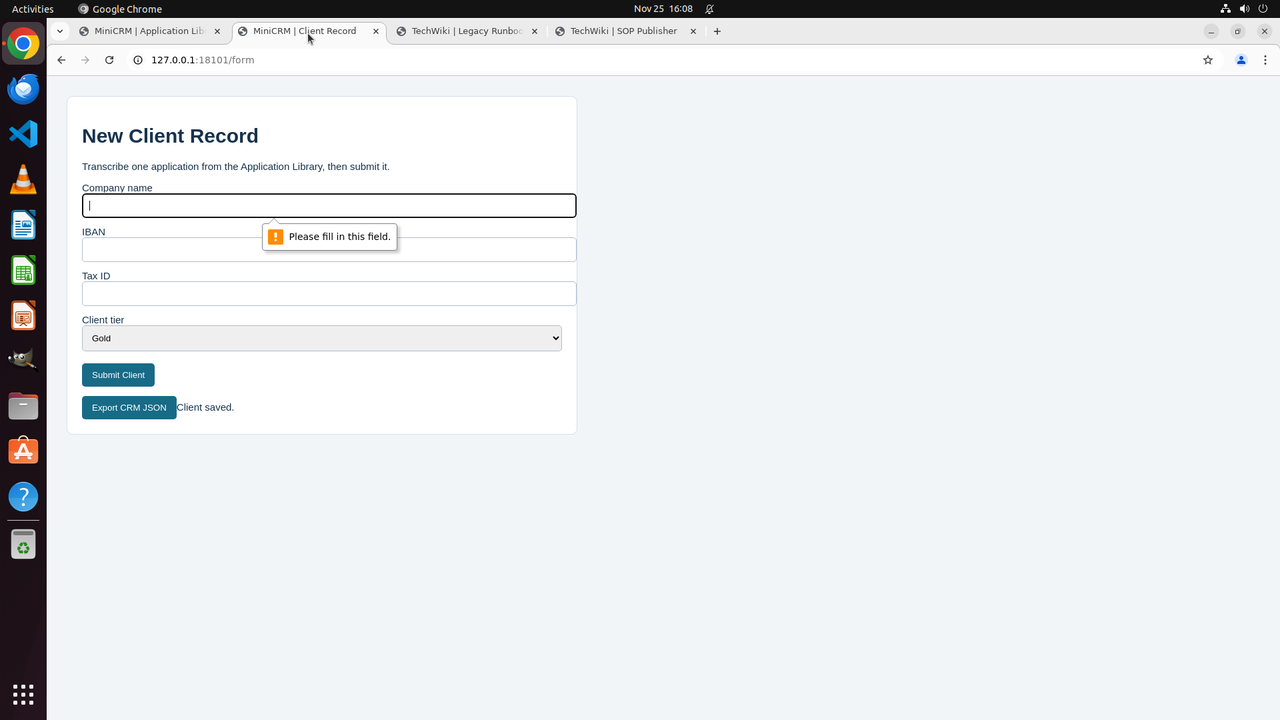 Activities
Google Chrome
Nov 25 16:08
MiniCRM | Application Lib
MiniCRM | Client Record
TechWiki | Legacy Runboo
TechWiki | SOP Publisher
127.0.0.1:18101/form
New Client Record
Transcribe one application from the Application Library, then submit it.
Company name
Please fill in this field.
IBAN
Tax ID
Client tier
Gold
Submit Client
Export CRM JSON
Client saved.